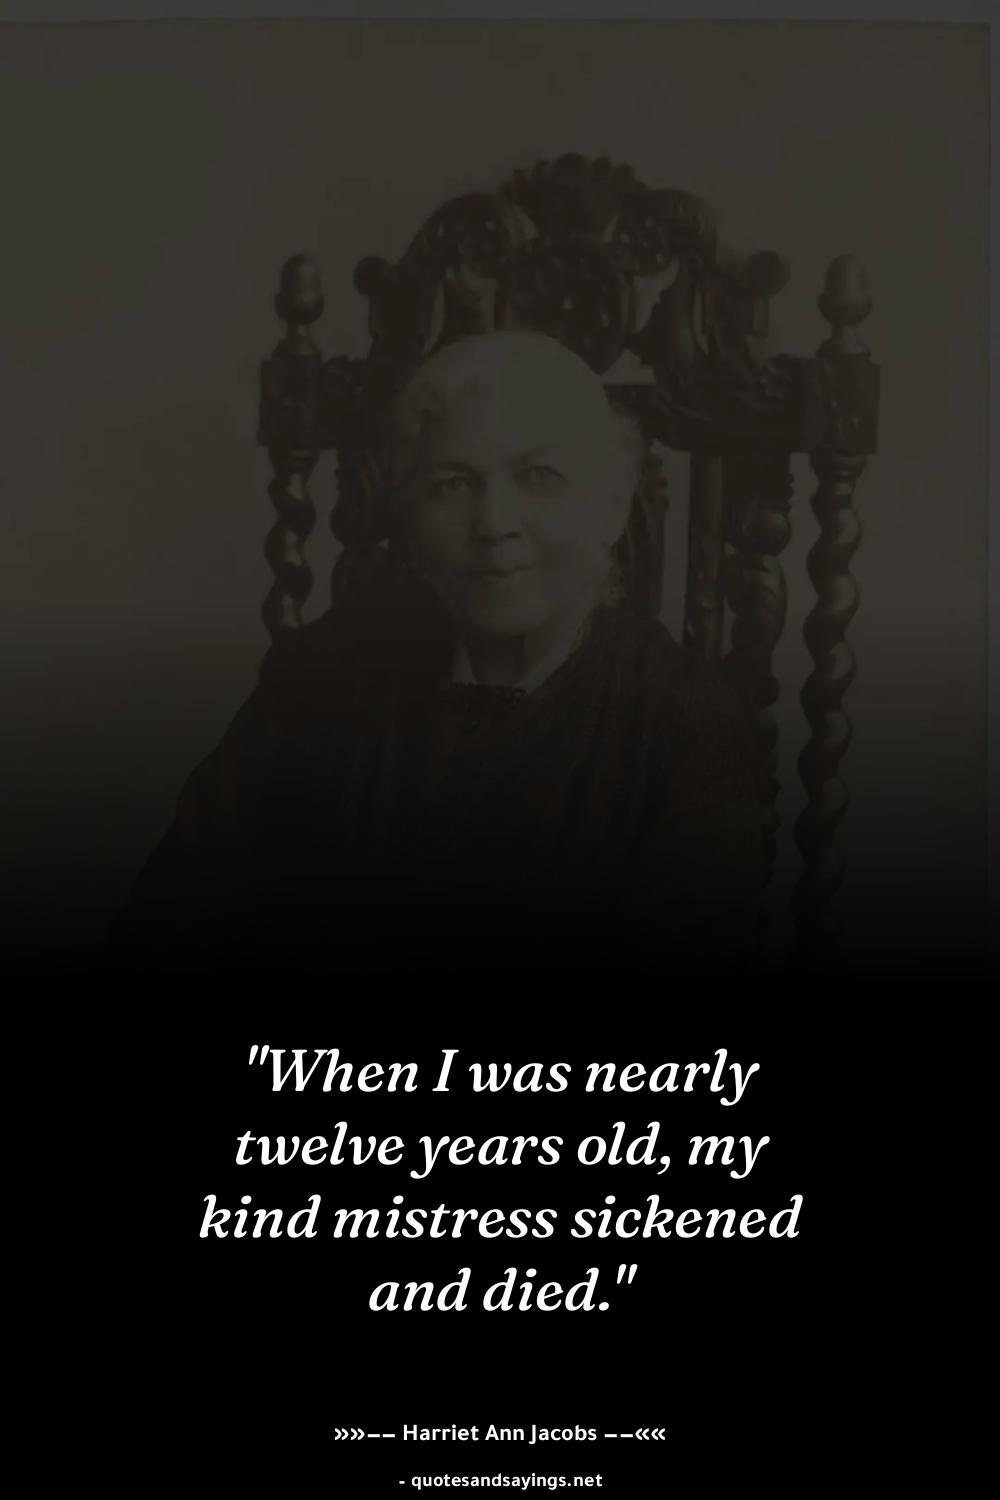 "When I was nearly
twelve years old, my
kind mistress sickened
and died."
»»–– Harriet Ann Jacobs ––««
- quotesandsayings.net